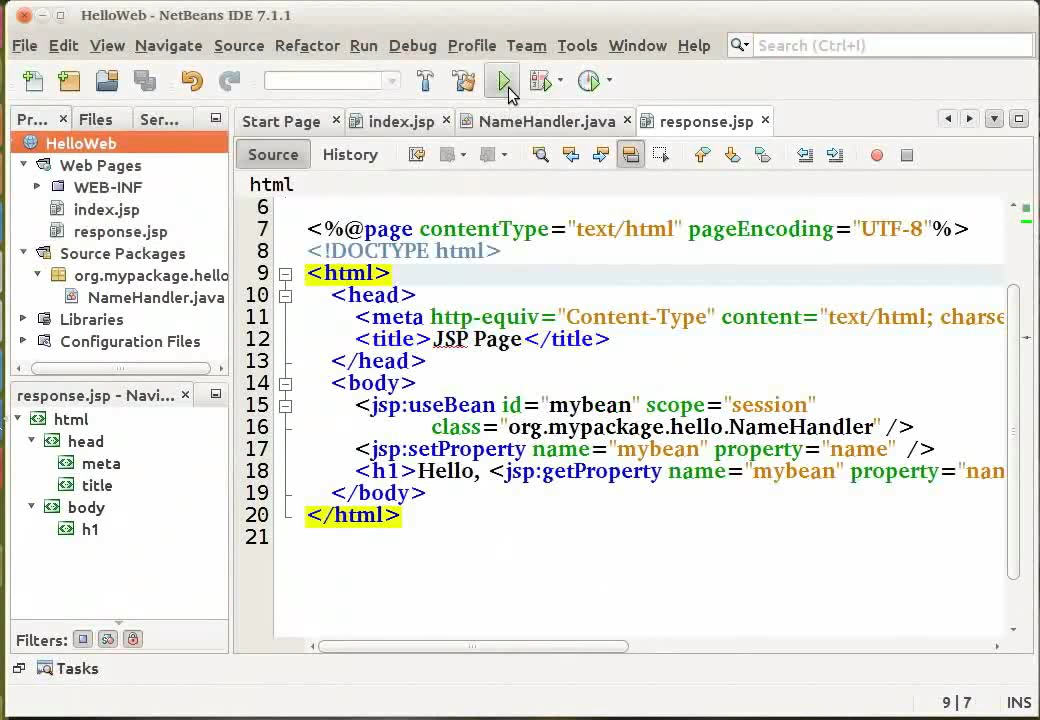 HelloWeb - NetBeans IDE 7.1.1
File Edit View Navigate Source Refactor Run Debug Profile Team Tools Window Help
Search (Ctrl+I)
Pr... Files Ser...
Start Page index.jsp NameHandler.java response.jsp
HelloWeb
Web Pages
WEB-INF
index.jsp
response.jsp
Source Packages
org.mypackage.hello
NameHandler.java
Libraries
Configuration Files
response.jsp - Navi...
html
head
meta
title
body
h1
Filters:
Source History
html
6
7 <%@page contentType="text/html" pageEncoding="UTF-8"%>
8 <!DOCTYPE html>
9 <html>
10 <head>
11 <meta http-equiv="Content-Type" content="text/html; charse
12 <title>JSP Page</title>
13 </head>
14 <body>
15 <jsp:useBean id="mybean" scope="session"
16 class="org.mypackage.hello.NameHandler" />
17 <jsp:setProperty name="mybean" property="name" />
18 <h1>Hello, <jsp:getProperty name="mybean" property="nan
19 </body>
20 </html>
21
Tasks
9 | 7 INS